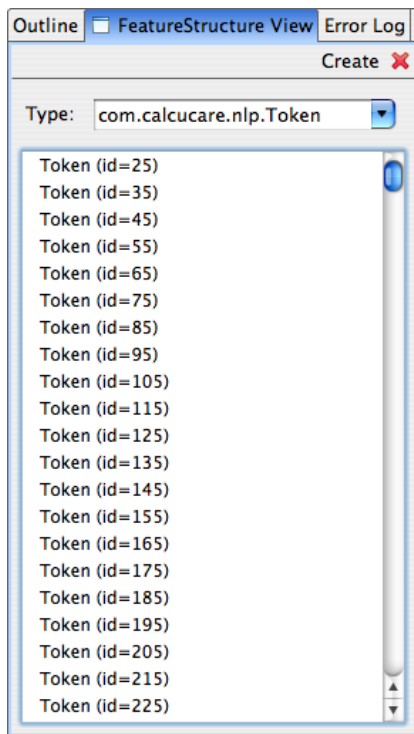 Outline FeatureStructure View Error Log
Create
Type: com.calcucare.nlp.Token
Token (id=25)
Token (id=35)
Token (id=45)
Token (id=55)
Token (id=65)
Token (id=75)
Token (id=85)
Token (id=95)
Token (id=105)
Token (id=115)
Token (id=125)
Token (id=135)
Token (id=145)
Token (id=155)
Token (id=165)
Token (id=175)
Token (id=185)
Token (id=195)
Token (id=205)
Token (id=215)
Token (id=225)